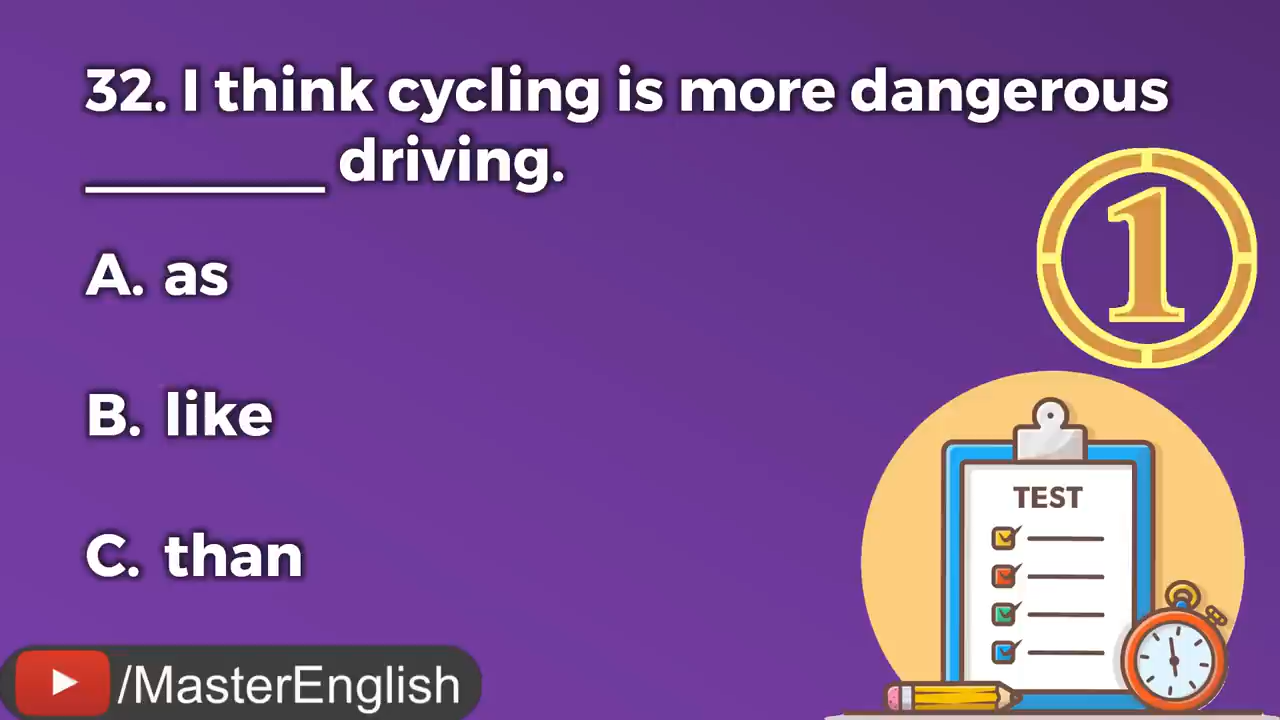 32. I think cycling is more dangerous
________ driving.
A. as
1
B. like
TEST
C. than
/MasterEnglish